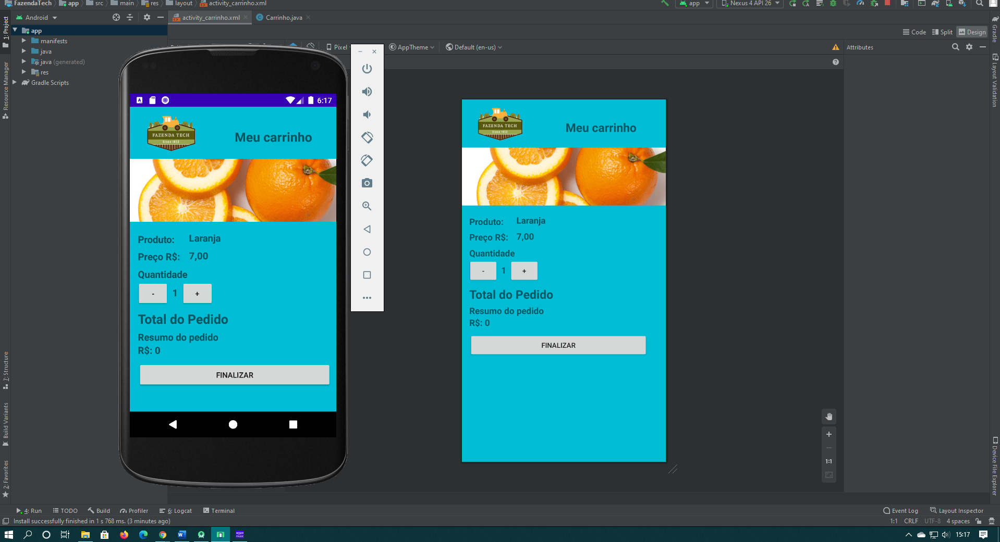 FazendaTech app src main res layout activity_carrinho.xml
app Nexus 4 API 26
Android
activity_carrinho.xml Carrinho.java
Code Split Design
Pixel AppTheme Default (en-us)
Attributes
1: Project
Resource Manager
7: Structure
Build Variants
2: Favorites
app
manifests
java
java (generated)
res
Gradle Scripts
6:17
FAZENDA TECH
Since 1953
Meu carrinho
Produto: Laranja
Preço R$: 7,00
Quantidade
- 1 +
Total do Pedido
Resumo do pedido
R$: 0
FINALIZAR
FAZENDA TECH
Since 1953
Meu carrinho
Produto: Laranja
Preço R$: 7,00
Quantidade
- 1 +
Total do Pedido
Resumo do pedido
R$: 0
FINALIZAR
1:1
Gradle
Layout Validation
Device File Explorer
4: Run TODO Build Profiler 6: Logcat Terminal
Event Log Layout Inspector
Install successfully finished in 1 s 768 ms. (3 minutes ago)
1:1 CRLF UTF-8 4 spaces
amazon music
15:17